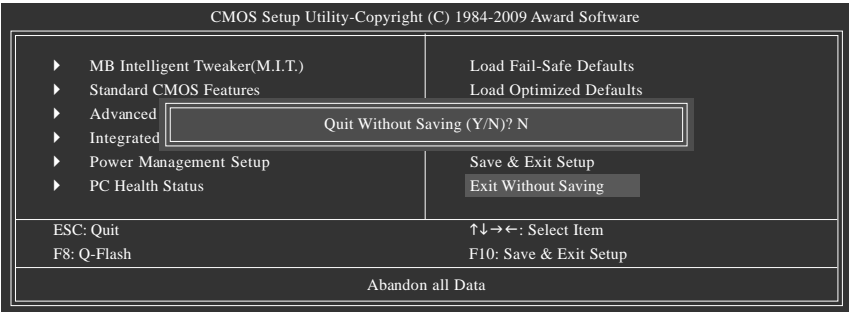 CMOS Setup Utility-Copyright (C) 1984-2009 Award Software
MB Intelligent Tweaker(M.I.T.)
Standard CMOS Features
Advanced
Integrated
Power Management Setup
PC Health Status
Load Fail-Safe Defaults
Load Optimized Defaults
Quit Without Saving (Y/N)? N
Save & Exit Setup
Exit Without Saving
ESC: Quit
F8: Q-Flash
↑↓→←: Select Item
F10: Save & Exit Setup
Abandon all Data